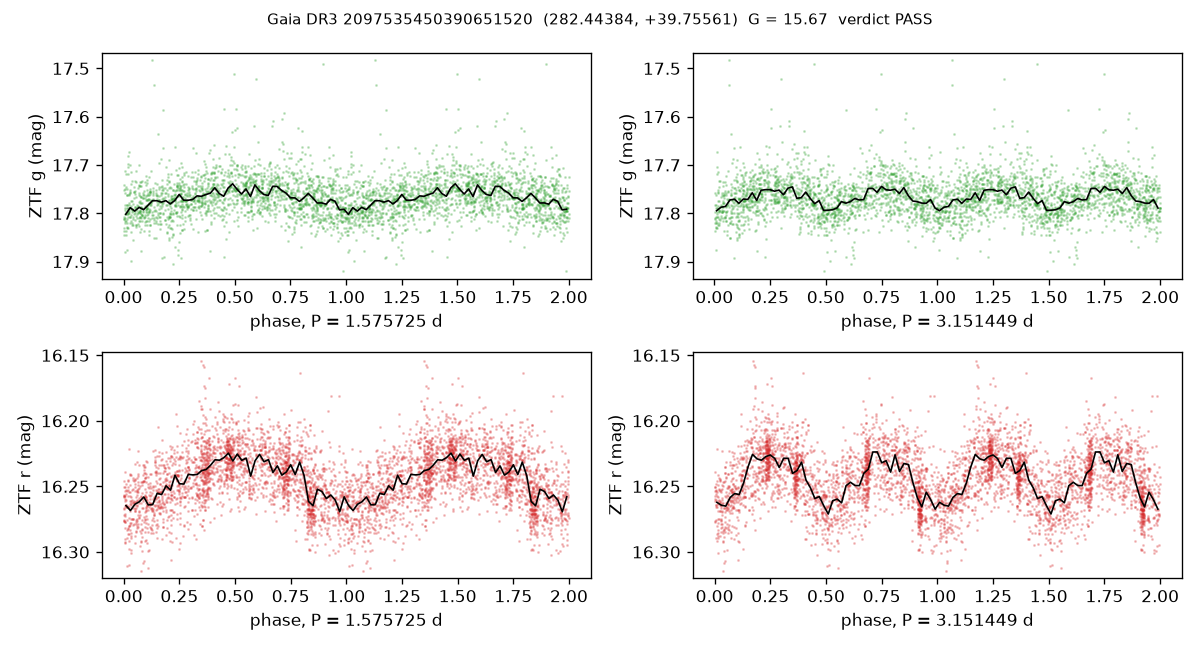 Gaia DR3 2097535450390651520 (282.44384, +39.75561) G = 15.67 verdict PASS
ZTF g (mag)
17.5
17.6
17.7
17.8
17.9
0.00 0.25 0.50 0.75 1.00 1.25 1.50 1.75 2.00
phase, P = 1.575725 d
ZTF g (mag)
17.5
17.6
17.7
17.8
17.9
0.00 0.25 0.50 0.75 1.00 1.25 1.50 1.75 2.00
phase, P = 3.151449 d
ZTF r (mag)
16.15
16.20
16.25
16.30
0.00 0.25 0.50 0.75 1.00 1.25 1.50 1.75 2.00
phase, P = 1.575725 d
ZTF r (mag)
16.15
16.20
16.25
16.30
0.00 0.25 0.50 0.75 1.00 1.25 1.50 1.75 2.00
phase, P = 3.151449 d